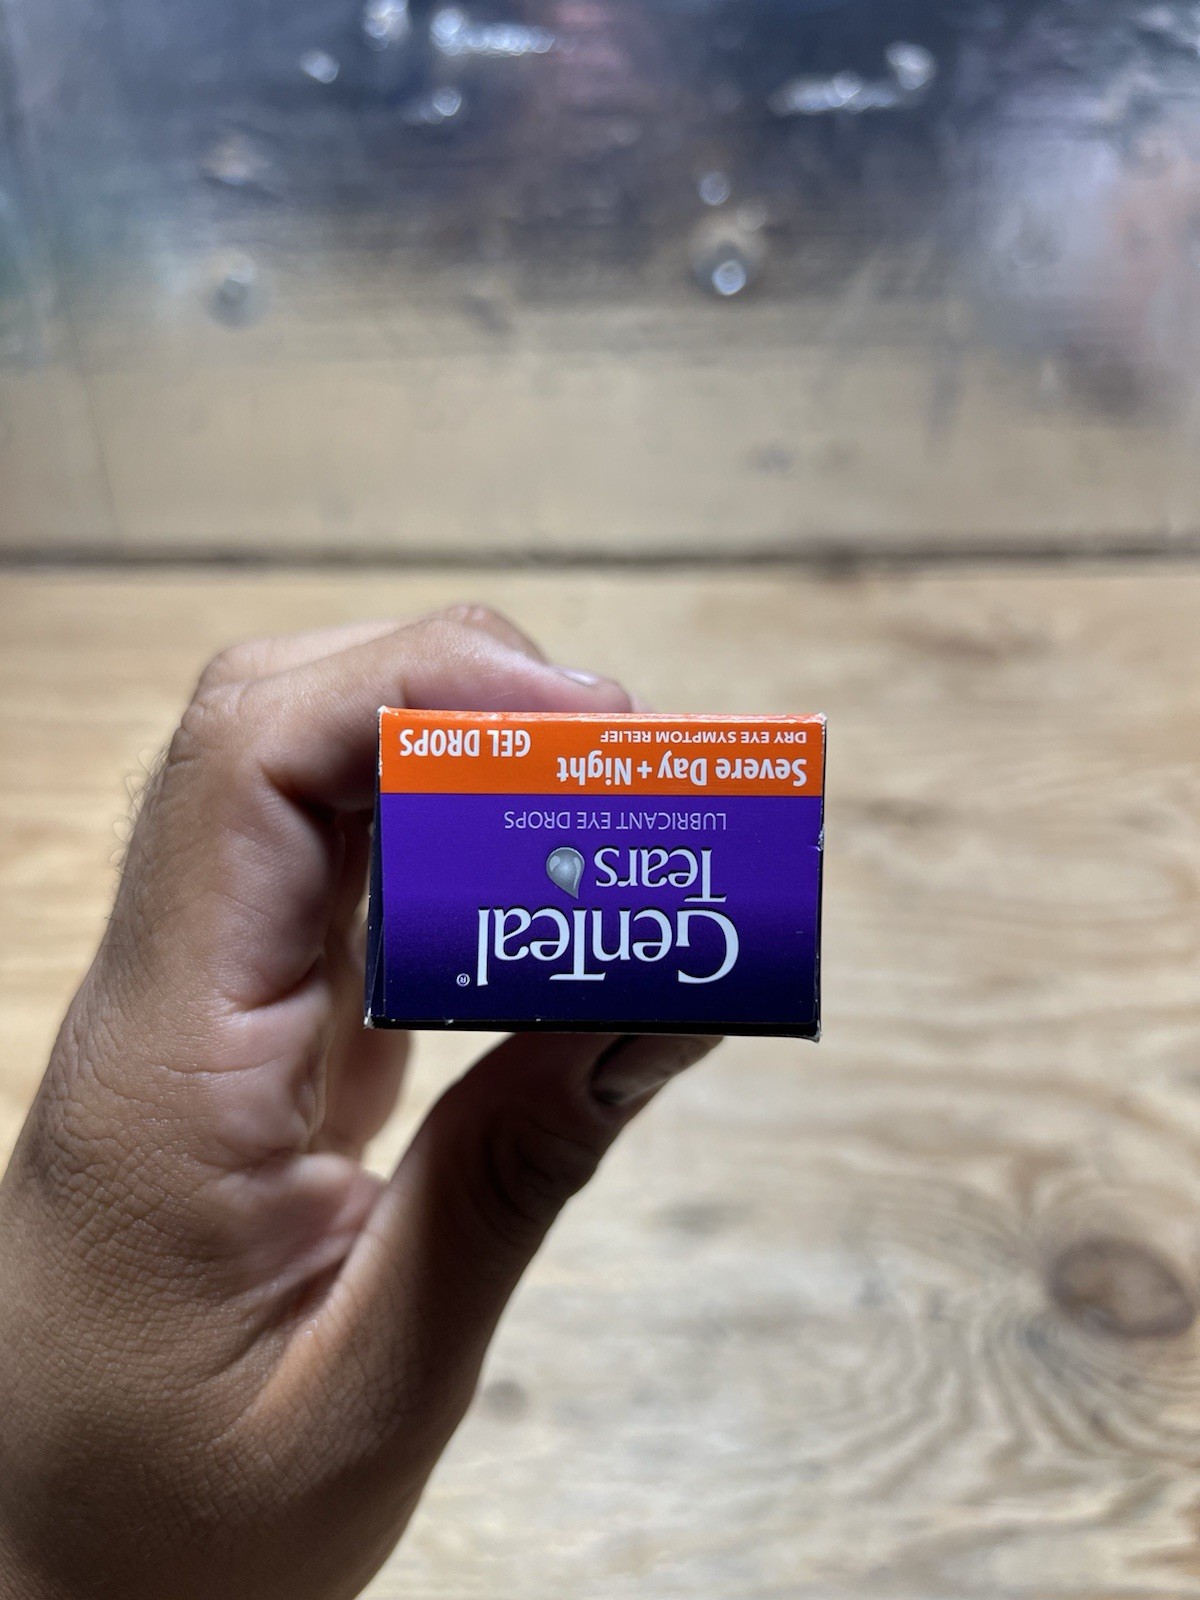 GenTeal®
Tears
LUBRICANT EYE DROPS
Severe Day + Night
DRY EYE SYMPTOM RELIEF
GEL DROPS